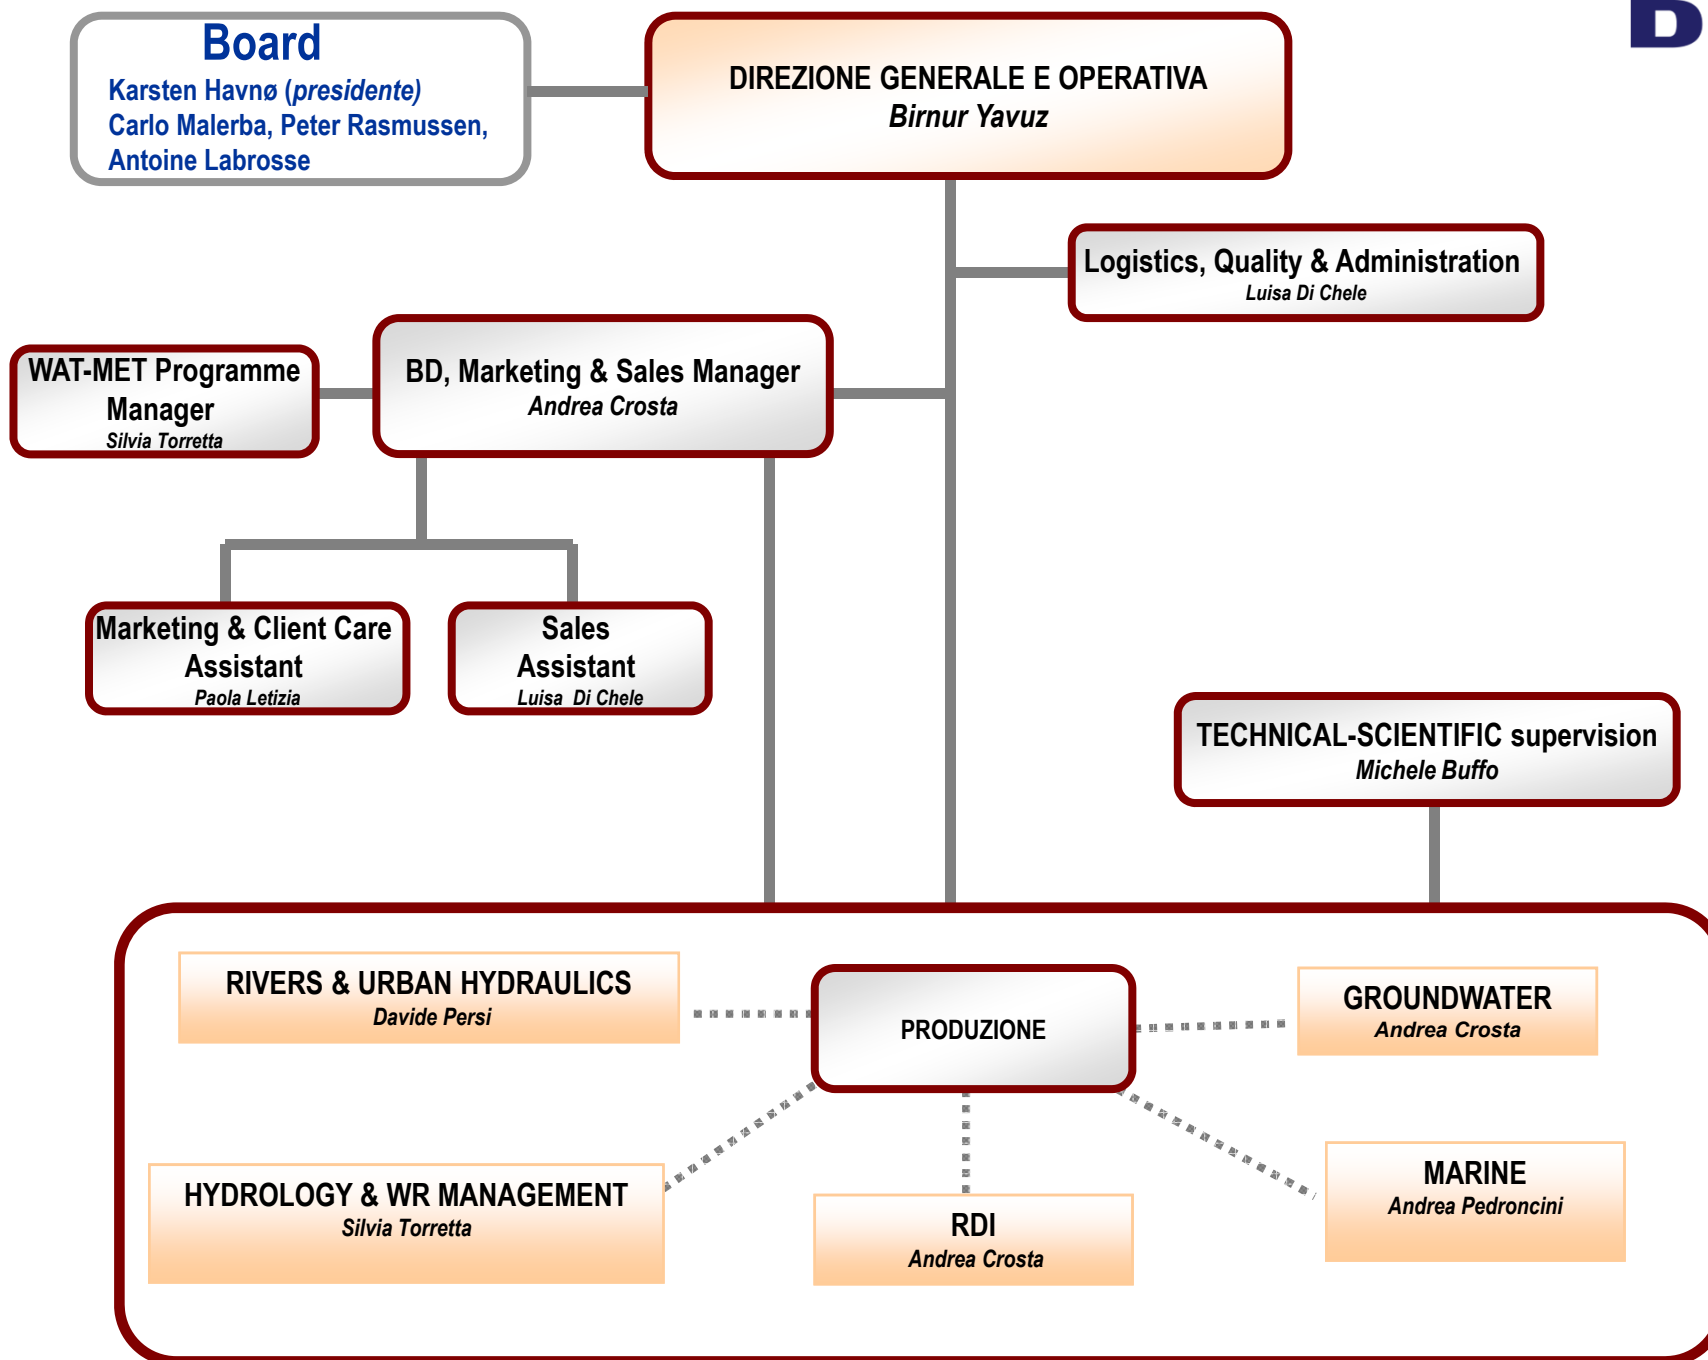 Board
Karsten Havnø (presidente)
Carlo Malerba, Peter Rasmussen,
Antoine Labrosse
DIREZIONE GENERALE E OPERATIVA
Birnur Yavuz
Logistics, Quality & Administration
Luisa Di Chele
WAT-MET Programme
Manager
Silvia Torretta
BD, Marketing & Sales Manager
Andrea Crosta
Marketing & Client Care
Assistant
Paola Letizia
Sales
Assistant
Luisa Di Chele
TECHNICAL-SCIENTIFIC supervision
Michele Buffo
RIVERS & URBAN HYDRAULICS
Davide Persi
PRODUZIONE
GROUNDWATER
Andrea Crosta
HYDROLOGY & WR MANAGEMENT
Silvia Torretta
RDI
Andrea Crosta
MARINE
Andrea Pedroncini